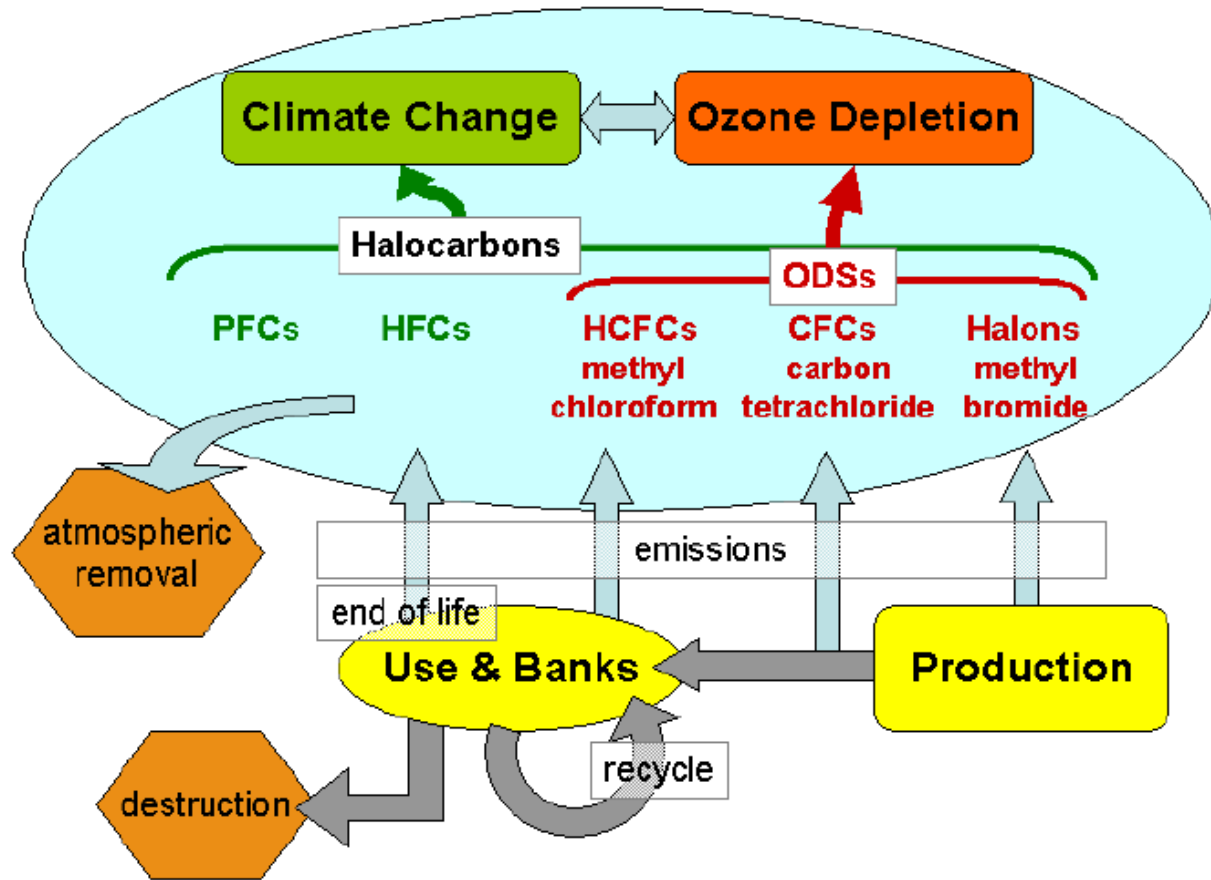 Climate Change
Ozone Depletion
Halocarbons
ODSs
PFCs
HFCs
HCFCs
methyl
chloroform
CFCs
carbon
tetrachloride
Halons
methyl
bromide
atmospheric
removal
emissions
end of life
Use & Banks
Production
recycle
destruction